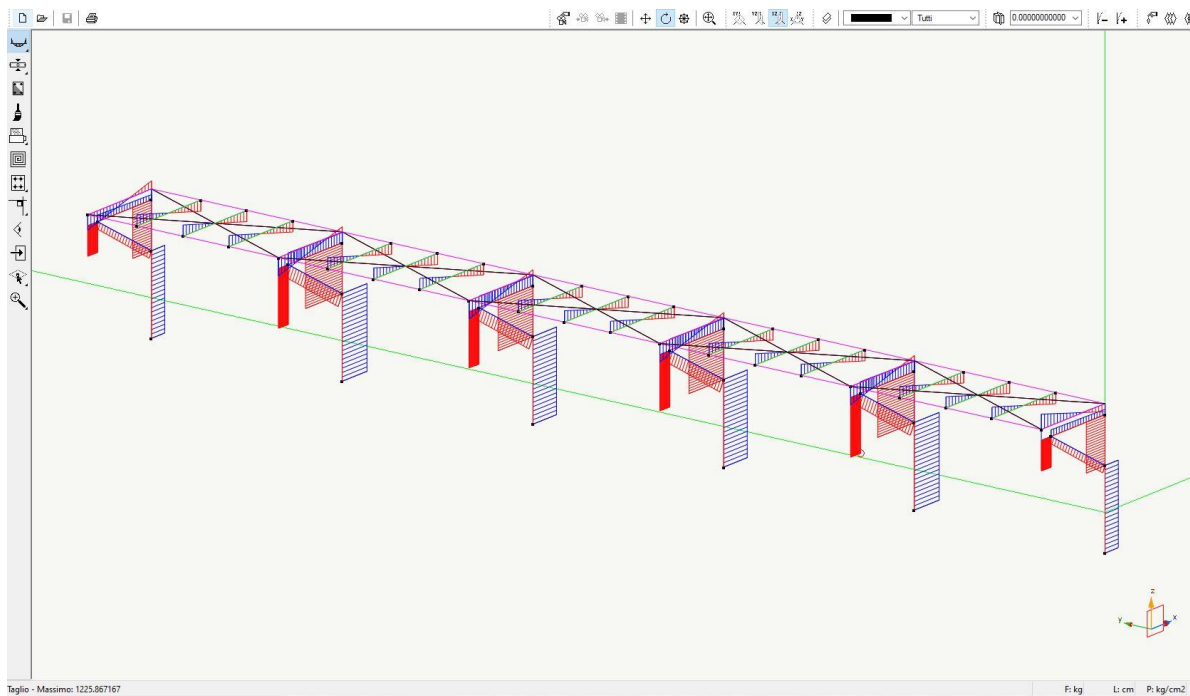 Tutti
0.00000000000
z
y
x
Taglio - Massimo: 1225.867167
F: kg
L: cm
P: kg/cm2